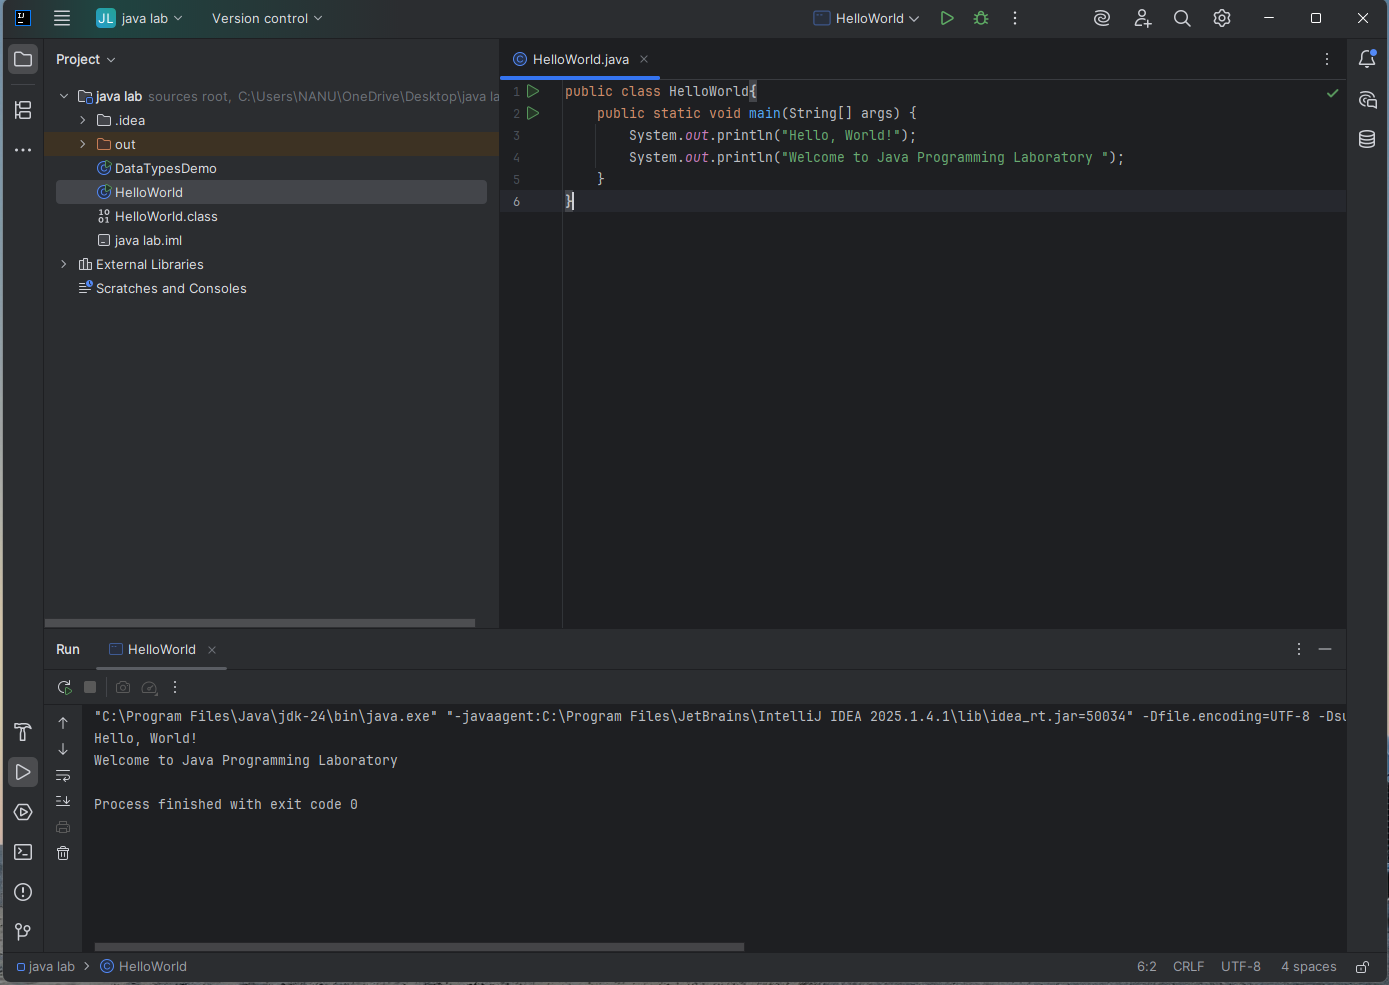 JL java lab
Version control
HelloWorld
Project
HelloWorld.java
java lab sources root, C:\Users\NANU\OneDrive\Desktop\java la
.idea
out
DataTypesDemo
HelloWorld
HelloWorld.class
java lab.iml
External Libraries
Scratches and Consoles
1 public class HelloWorld{
2 public static void main(String[] args) {
3 System.out.println("Hello, World!");
4 System.out.println("Welcome to Java Programming Laboratory ");
5 }
6 }
Run
HelloWorld
"C:\Program Files\Java\jdk-24\bin\java.exe" "-javaagent:C:\Program Files\JetBrains\IntelliJ IDEA 2025.1.4.1\lib\idea_rt.jar=50034" -Dfile.encoding=UTF-8 -Dsu
Hello, World!
Welcome to Java Programming Laboratory
Process finished with exit code 0
java lab > HelloWorld
6:2 CRLF UTF-8 4 spaces